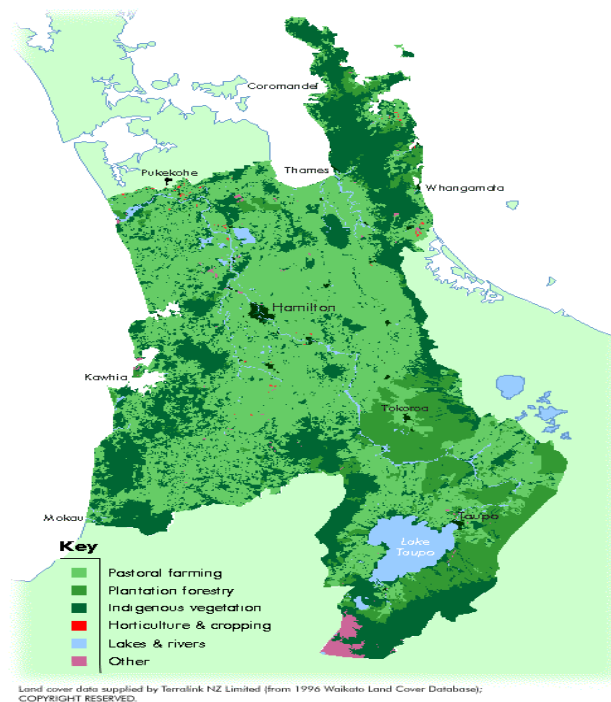 Coromandel
Thames
Pukekohe
Whangamata
Hamilton
Kawhia
Tokoroa
Mokau
Taupo
Lake
Taupo
Key
Pastoral farming
Plantation forestry
Indigenous vegetation
Horticulture & cropping
Lakes & rivers
Other
Land cover data supplied by Terralink NZ Limited (from 1996 Waikato Land Cover Database);
COPYRIGHT RESERVED.